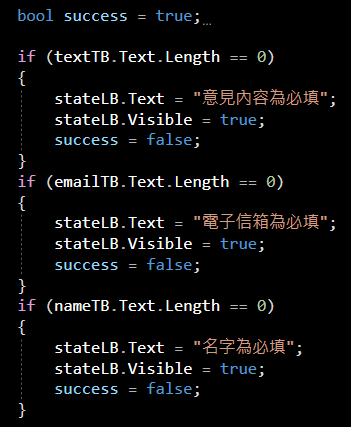 bool success = true;
if (textTB.Text.Length == 0)
{
stateLB.Text = "意見內容為必填";
stateLB.Visible = true;
success = false;
}
if (emailTB.Text.Length == 0)
{
stateLB.Text = "電子信箱為必填";
stateLB.Visible = true;
success = false;
}
if (nameTB.Text.Length == 0)
{
stateLB.Text = "名字為必填";
stateLB.Visible = true;
success = false;
}